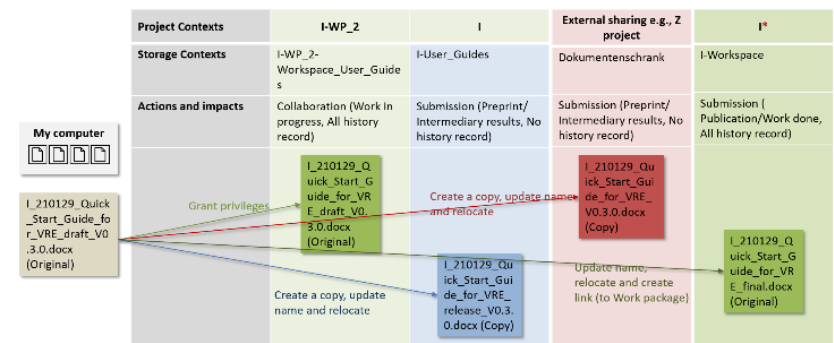 Project Contexts
I-WP_2
I
External sharing e.g., Z
project
I*
Storage Contexts
I-WP_2-
Workspace_User_Guide
s
I-User_Guides
Dokumentenschrank
I-Workspace
Actions and impacts
Collaboration (Work in
progress, All history
record)
Submission (Preprint/
Intermediary results, No
history record)
Submission (Preprint/
Intermediary results, No
history record)
Submission (
Publication/Work done,
All history record)
My computer
I_210129_Quick
_Start_Guide_fo
r_VRE_draft_V0
.3.0.docx
(Original)
Grant privileges
I_210129_Qu
ick_Start_G
uide_for_VR
E_draft_V0.
3.0.docx
(Original)
Create a copy, update name
and relocate
I_210129_Qu
ick_Start_Gui
de_for_VRE_
V0.3.0.docx
(Copy)
Create a copy, update
name and relocate
I_210129_Qu
ick_Start_Gui
de_for_VRE_
release_V0.3.
0.docx (Copy)
Update name,
relocate and create
link (to Work package)
I_210129_Q
uick_Start_G
uide_for_VR
E_final.docx
(Original)